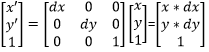 [x' y' 1] = [dx 0 0; 0 dy 0; 0 0 1] [x y 1] = [x * dx; y * dy; 1]